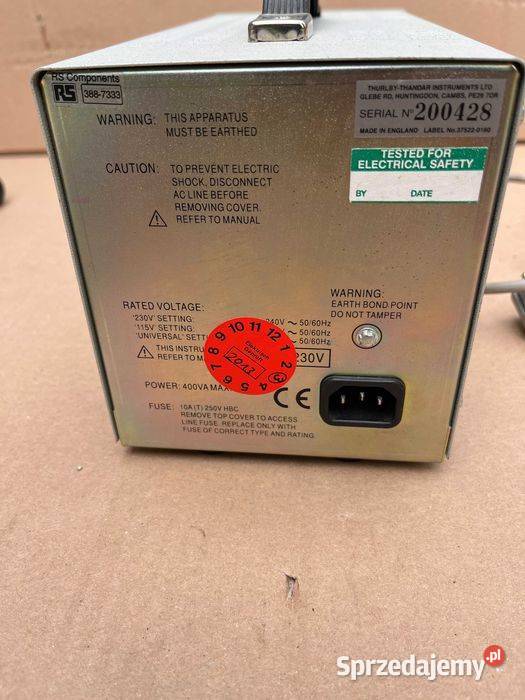 RS Components
RS 388-7333
WARNING: THIS APPARATUS
MUST BE EARTHED
THURLBY-THANDAR INSTRUMENTS LTD
GLEBE RD, HUNTINGDON, CAMBS, PE29 7DR
SERIAL Nº 200428
MADE IN ENGLAND LABEL No.37522-0160
TESTED FOR
ELECTRICAL SAFETY
BY DATE
CAUTION: TO PREVENT ELECTRIC
SHOCK, DISCONNECT
AC LINE BEFORE
REMOVING COVER.
REFER TO MANUAL
WARNING:
EARTH BOND POINT
DO NOT TAMPER
RATED VOLTAGE:
'230V' SETTING: 240V ~ 50/60Hz
'115V' SETTING: ~ 50/60Hz
'UNIVERSAL' ~ 50/60Hz
THIS 230V
REFER TO
8 9 10 11 12 1 2 3 4 5 6 7
2013
POWER: 400VA MAX
CE
FUSE: 10A (T) 250V HBC
REMOVE TOP COVER TO ACCESS
LINE FUSE. REPLACE ONLY WITH
FUSE OF CORRECT TYPE AND RATING
Sprzedajemy.pl